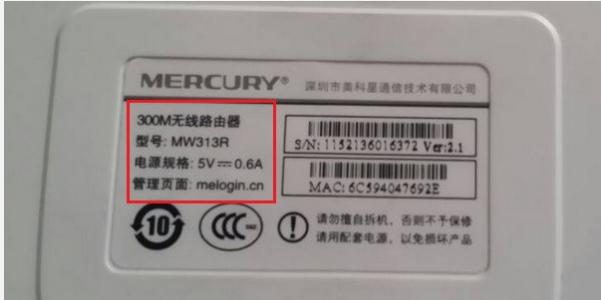 MERCURY® 深圳市美科星通信技术有限公司
300M无线路由器
型号: MW313R
电源规格: 5V⎓0.6A
管理页面: melogin.cn
S/N: 1152136016372 Ver:2.1
MAC: 6C594047692E
10
CCC
请勿擅自拆机，否则不予保修
请用配套电源，以免损坏产品